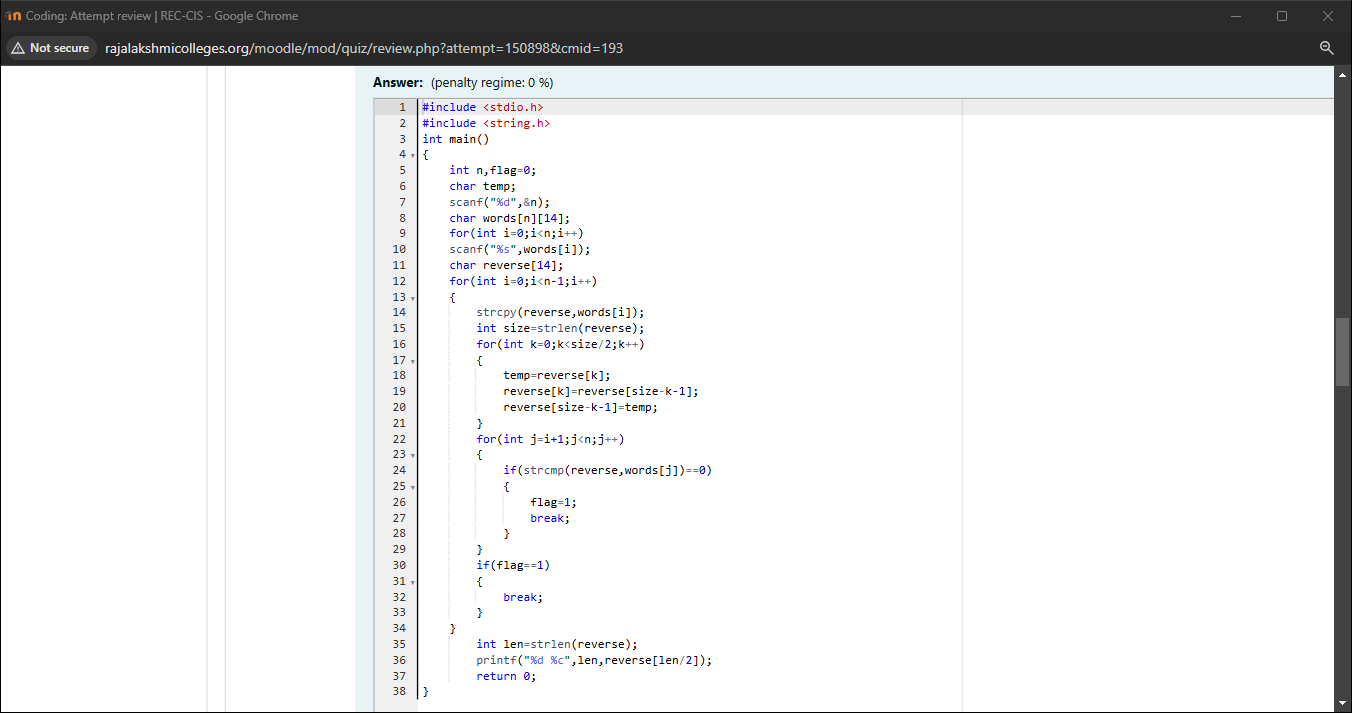 Coding: Attempt review | REC-CIS - Google Chrome
Not secure rajalakshmicolleges.org/moodle/mod/quiz/review.php?attempt=150898&cmid=193
Answer: (penalty regime: 0 %)
1 #include <stdio.h>
2 #include <string.h>
3 int main()
4 {
5 int n,flag=0;
6 char temp;
7 scanf("%d",&n);
8 char words[n][14];
9 for(int i=0;i<n;i++)
10 scanf("%s",words[i]);
11 char reverse[14];
12 for(int i=0;i<n-1;i++)
13 {
14 strcpy(reverse,words[i]);
15 int size=strlen(reverse);
16 for(int k=0;k<size/2;k++)
17 {
18 temp=reverse[k];
19 reverse[k]=reverse[size-k-1];
20 reverse[size-k-1]=temp;
21 }
22 for(int j=i+1;j<n;j++)
23 {
24 if(strcmp(reverse,words[j])==0)
25 {
26 flag=1;
27 break;
28 }
29 }
30 if(flag==1)
31 {
32 break;
33 }
34 }
35 int len=strlen(reverse);
36 printf("%d %c",len,reverse[len/2]);
37 return 0;
38 }